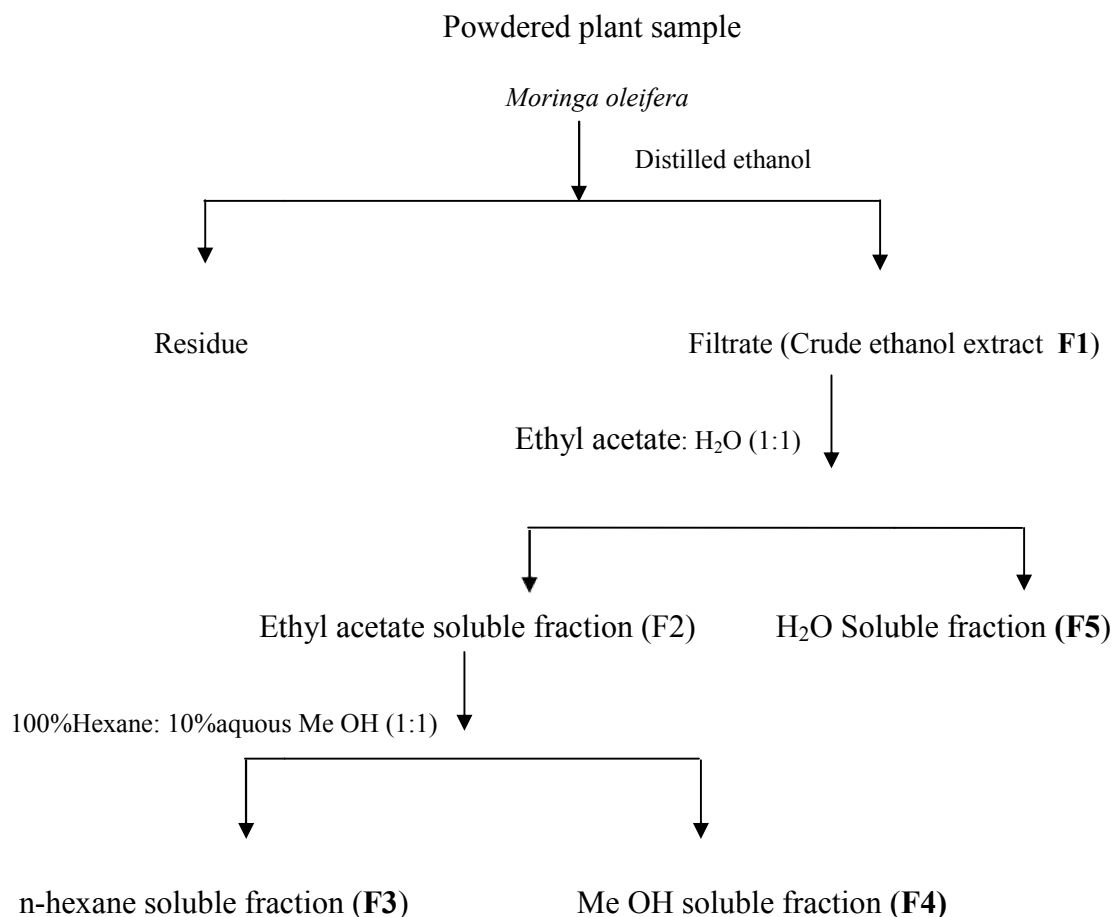 Powdered plant sample
Moringa oleifera
Distilled ethanol
Residue
Filtrate (Crude ethanol extract F1)
Ethyl acetate: H₂O (1:1)
Ethyl acetate soluble fraction (F2)
H₂O Soluble fraction (F5)
100%Hexane: 10%aquous Me OH (1:1)
n-hexane soluble fraction (F3)
Me OH soluble fraction (F4)